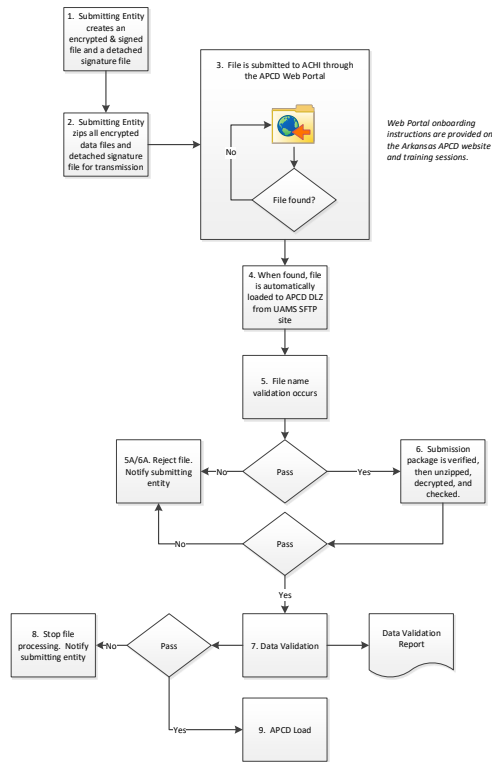 1. Submitting Entity
creates an
encrypted & signed
file and a detached
signature file
2. Submitting Entity
zips all encrypted
data files and
detached signature
file for transmission
3. File is submitted to ACHI through
the APCD Web Portal
No
File found?
Web Portal onboarding
instructions are provided on
the Arkansas APCD website
and training sessions.
4. When found, file
is automatically
loaded to APCD DLZ
from UAMS SFTP
site
5. File name
validation occurs
5A/6A. Reject file.
Notify submitting
entity
No
Pass
Yes
6. Submission
package is verified,
then unzipped,
decrypted, and
checked.
No
Pass
Yes
8. Stop file
processing. Notify
submitting entity
No
Pass
7. Data Validation
Data Validation
Report
Yes
9. APCD Load